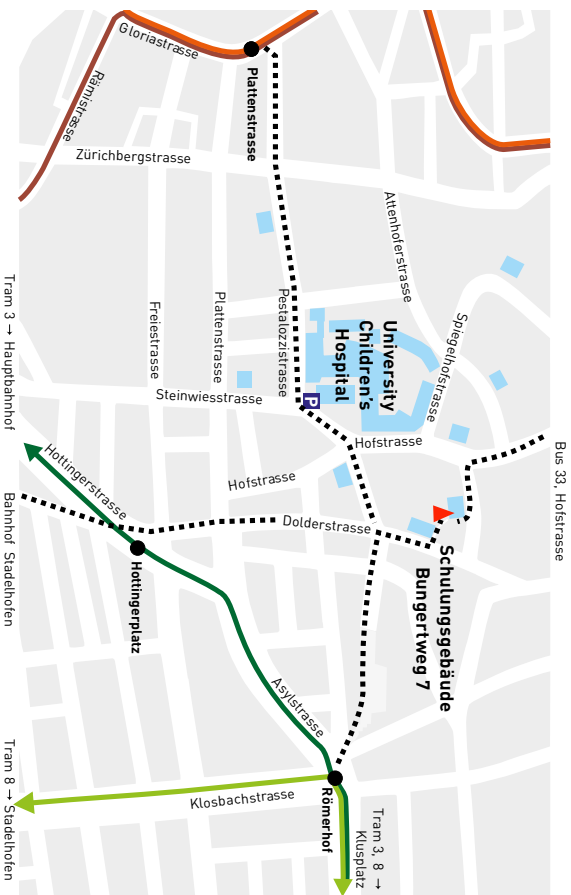 Gloriastrasse
Plattenstrasse
Rämistrasse
Zürichbergstrasse
Attenhoferstrasse
Tram 3 → Hauptbahnhof
Freiestrasse
Plattenstrasse
Pestalozzistrasse
University
Children's
Hospital
Spiegelhofstrasse
Steinwiesstrasse
P
Hofstrasse
Bus 33, Hofstrasse
Hottingerstrasse
Hofstrasse
Bahnhof Stadelhofen
Dolderstrasse
Hottingerplatz
Schulungsgebäude
Bungertweg 7
Asylstrasse
Tram 8 → Stadelhofen
Klosbachstrasse
Römerhof
Tram 3, 8 →
Klusplatz